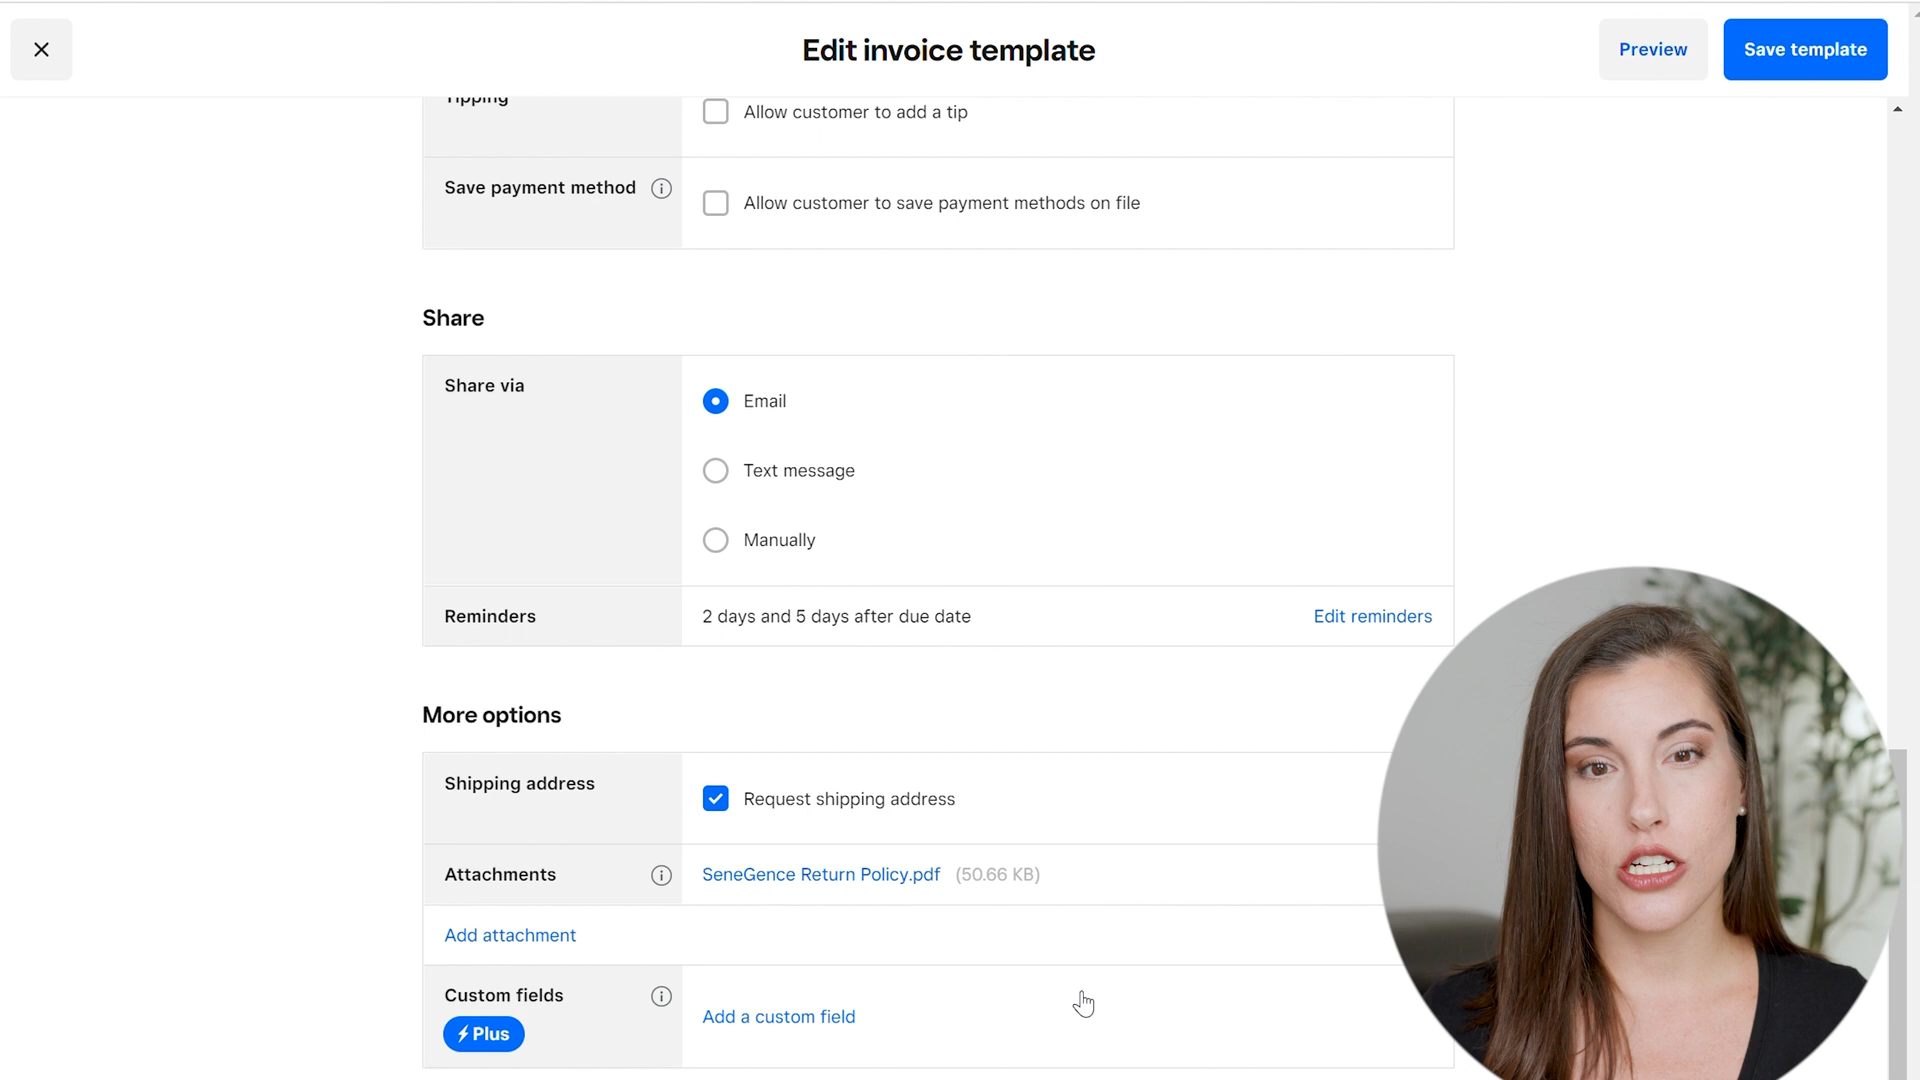 Edit invoice template
Preview
Save template
Tipping
Allow customer to add a tip
Save payment method
Allow customer to save payment methods on file
Share
Share via
Email
Text message
Manually
Reminders
2 days and 5 days after due date
Edit reminders
More options
Shipping address
Request shipping address
Attachments
SeneGence Return Policy.pdf (50.66 KB)
Add attachment
Custom fields
Plus
Add a custom field